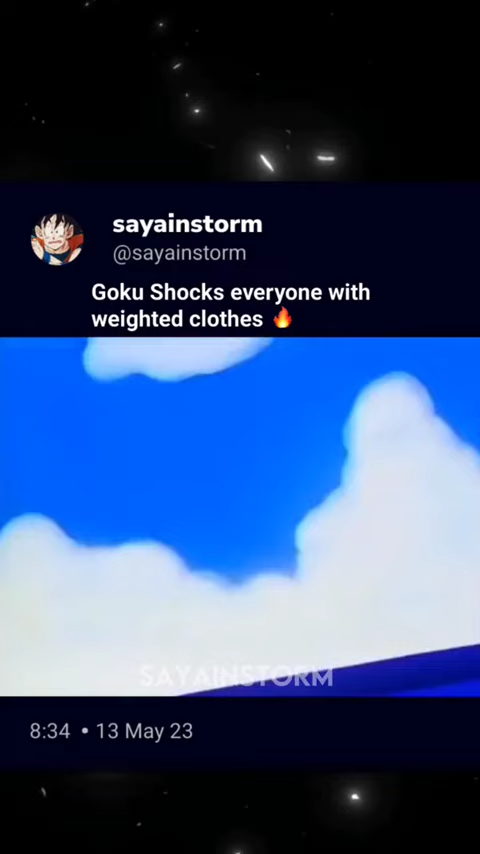 sayainstorm
@sayainstorm
Goku Shocks everyone with
weighted clothes 🔥
SAYAINSTORM
8:34 • 13 May 23